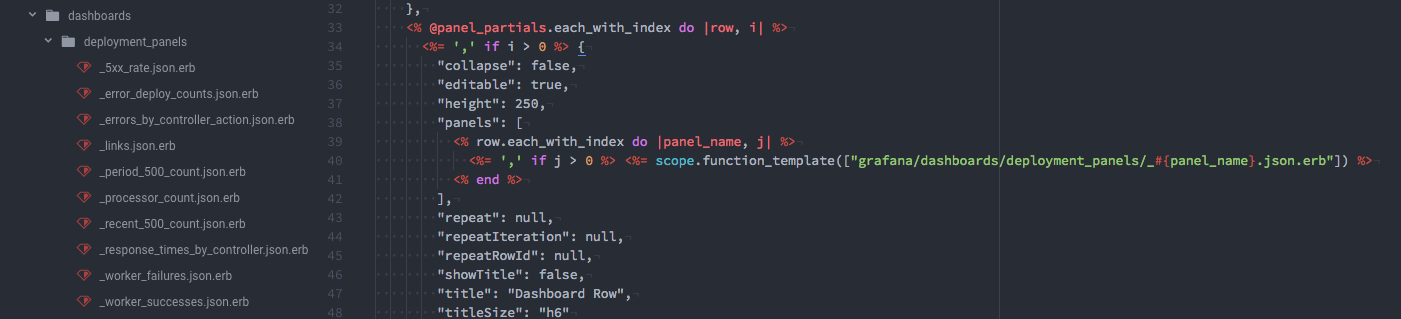 dashboards
deployment_panels
_5xx_rate.json.erb
_error_deploy_counts.json.erb
_errors_by_controller_action.json.erb
_links.json.erb
_period_500_count.json.erb
_processor_count.json.erb
_recent_500_count.json.erb
_response_times_by_controller.json.erb
_worker_failures.json.erb
_worker_successes.json.erb
32 },
33 <% @panel_partials.each_with_index do |row, i| %>
34 <%= ',' if i > 0 %> {
35 "collapse": false,
36 "editable": true,
37 "height": 250,
38 "panels": [
39 <% row.each_with_index do |panel_name, j| %>
40 <%= ',' if j > 0 %> <%= scope.function_template(["grafana/dashboards/deployment_panels/_#{panel_name}.json.erb"]) %>
41 <% end %>
42 ],
43 "repeat": null,
44 "repeatIteration": null,
45 "repeatRowId": null,
46 "showTitle": false,
47 "title": "Dashboard Row",
48 "titleSize": "h6"